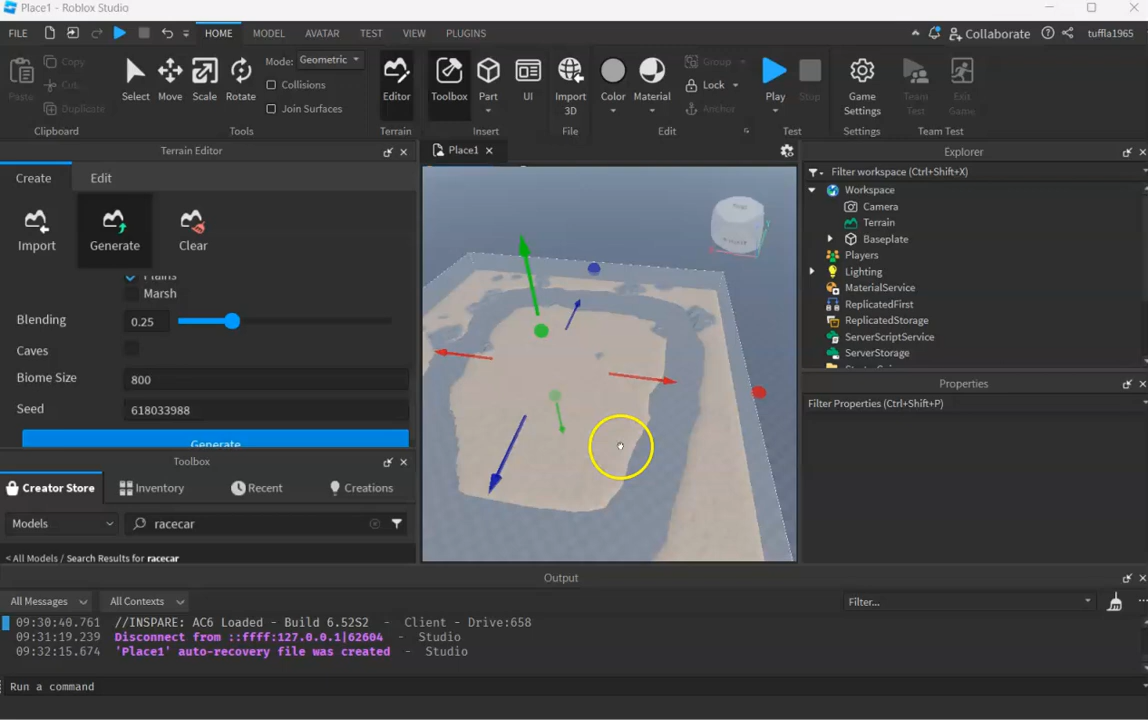 Place1 - Roblox Studio
FILE HOME MODEL AVATAR TEST VIEW PLUGINS Collaborate tuffla1965
Paste Copy Cut Duplicate
Select Move Scale Rotate
Mode: Geometric
Collisions
Join Surfaces
Editor Toolbox Part UI Import 3D Color Material
Group Lock Anchor
Play Stop Game Settings Team Test Exit Game
Clipboard Tools Terrain Insert File Edit Test Settings Team Test
Terrain Editor
Create Edit
Import Generate Clear
Plains
Marsh
Blending 0.25
Caves
Biome Size 800
Seed 618033988
Generate
Toolbox
Creator Store Inventory Recent Creations
Models racecar
< All Models / Search Results for racecar
Place1
Explorer
Filter workspace (Ctrl+Shift+X)
Workspace
Camera
Terrain
Baseplate
Players
Lighting
MaterialService
ReplicatedFirst
ReplicatedStorage
ServerScriptService
ServerStorage
Properties
Filter Properties (Ctrl+Shift+P)
Output
All Messages All Contexts Filter...
09:30:40.761 //INSPARE: AC6 Loaded - Build 6.52S2 - Client - Drive:658
09:31:19.239 Disconnect from ::ffff:127.0.0.1|62604 - Studio
09:32:15.674 'Place1' auto-recovery file was created - Studio
Run a command